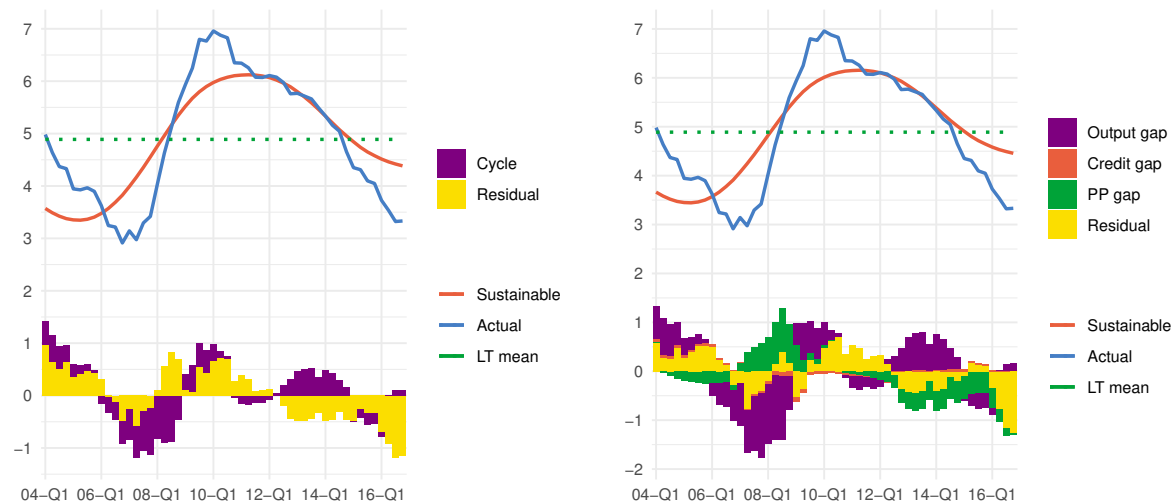 7
6
5
4
3
2
1
0
−1
04−Q1 06−Q1 08−Q1 10−Q1 12−Q1 14−Q1 16−Q1
Cycle
Residual
Sustainable
Actual
LT mean
7
6
5
4
3
2
1
0
−1
−2
04−Q1 06−Q1 08−Q1 10−Q1 12−Q1 14−Q1 16−Q1
Output gap
Credit gap
PP gap
Residual
Sustainable
Actual
LT mean